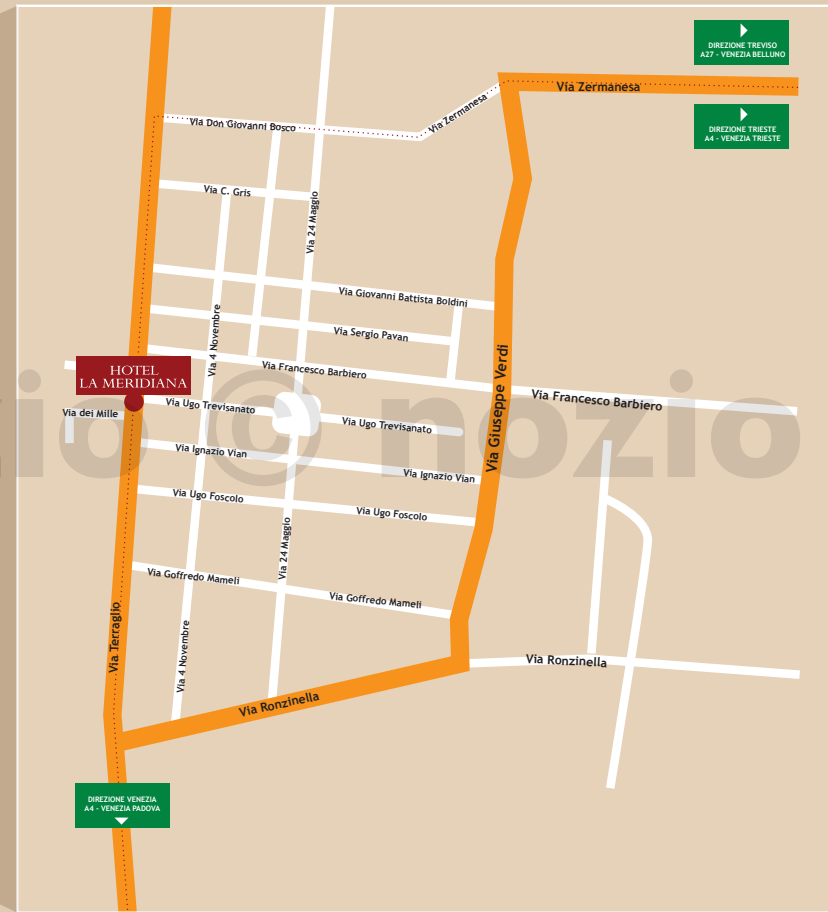 DIREZIONE TREVISO
A27 - VENEZIA BELLUNO
Via Zermanesa
Via Zermanesa
DIREZIONE TRIESTE
A4 - VENEZIA TRIESTE
Via Don Giovanni Bosco
Via C. Gris
Via 24 Maggio
Via Giovanni Battista Boldini
Via Sergio Pavan
Via 4 Novembre
Via Francesco Barbiero
HOTEL
LA MERIDIANA
Via Giuseppe Verdi
Via Francesco Barbiero
Via dei Mille
Via Ugo Trevisanato
Via Ugo Trevisanato
zio © nozio
Via Ignazio Vian
Via Ignazio Vian
Via Ugo Foscolo
Via Ugo Foscolo
Via 24 Maggio
Via Goffredo Mameli
Via Goffredo Mameli
Via Terraglio
Via 4 Novembre
Via Ronzinella
Via Ronzinella
DIREZIONE VENEZIA
A4 - VENEZIA PADOVA